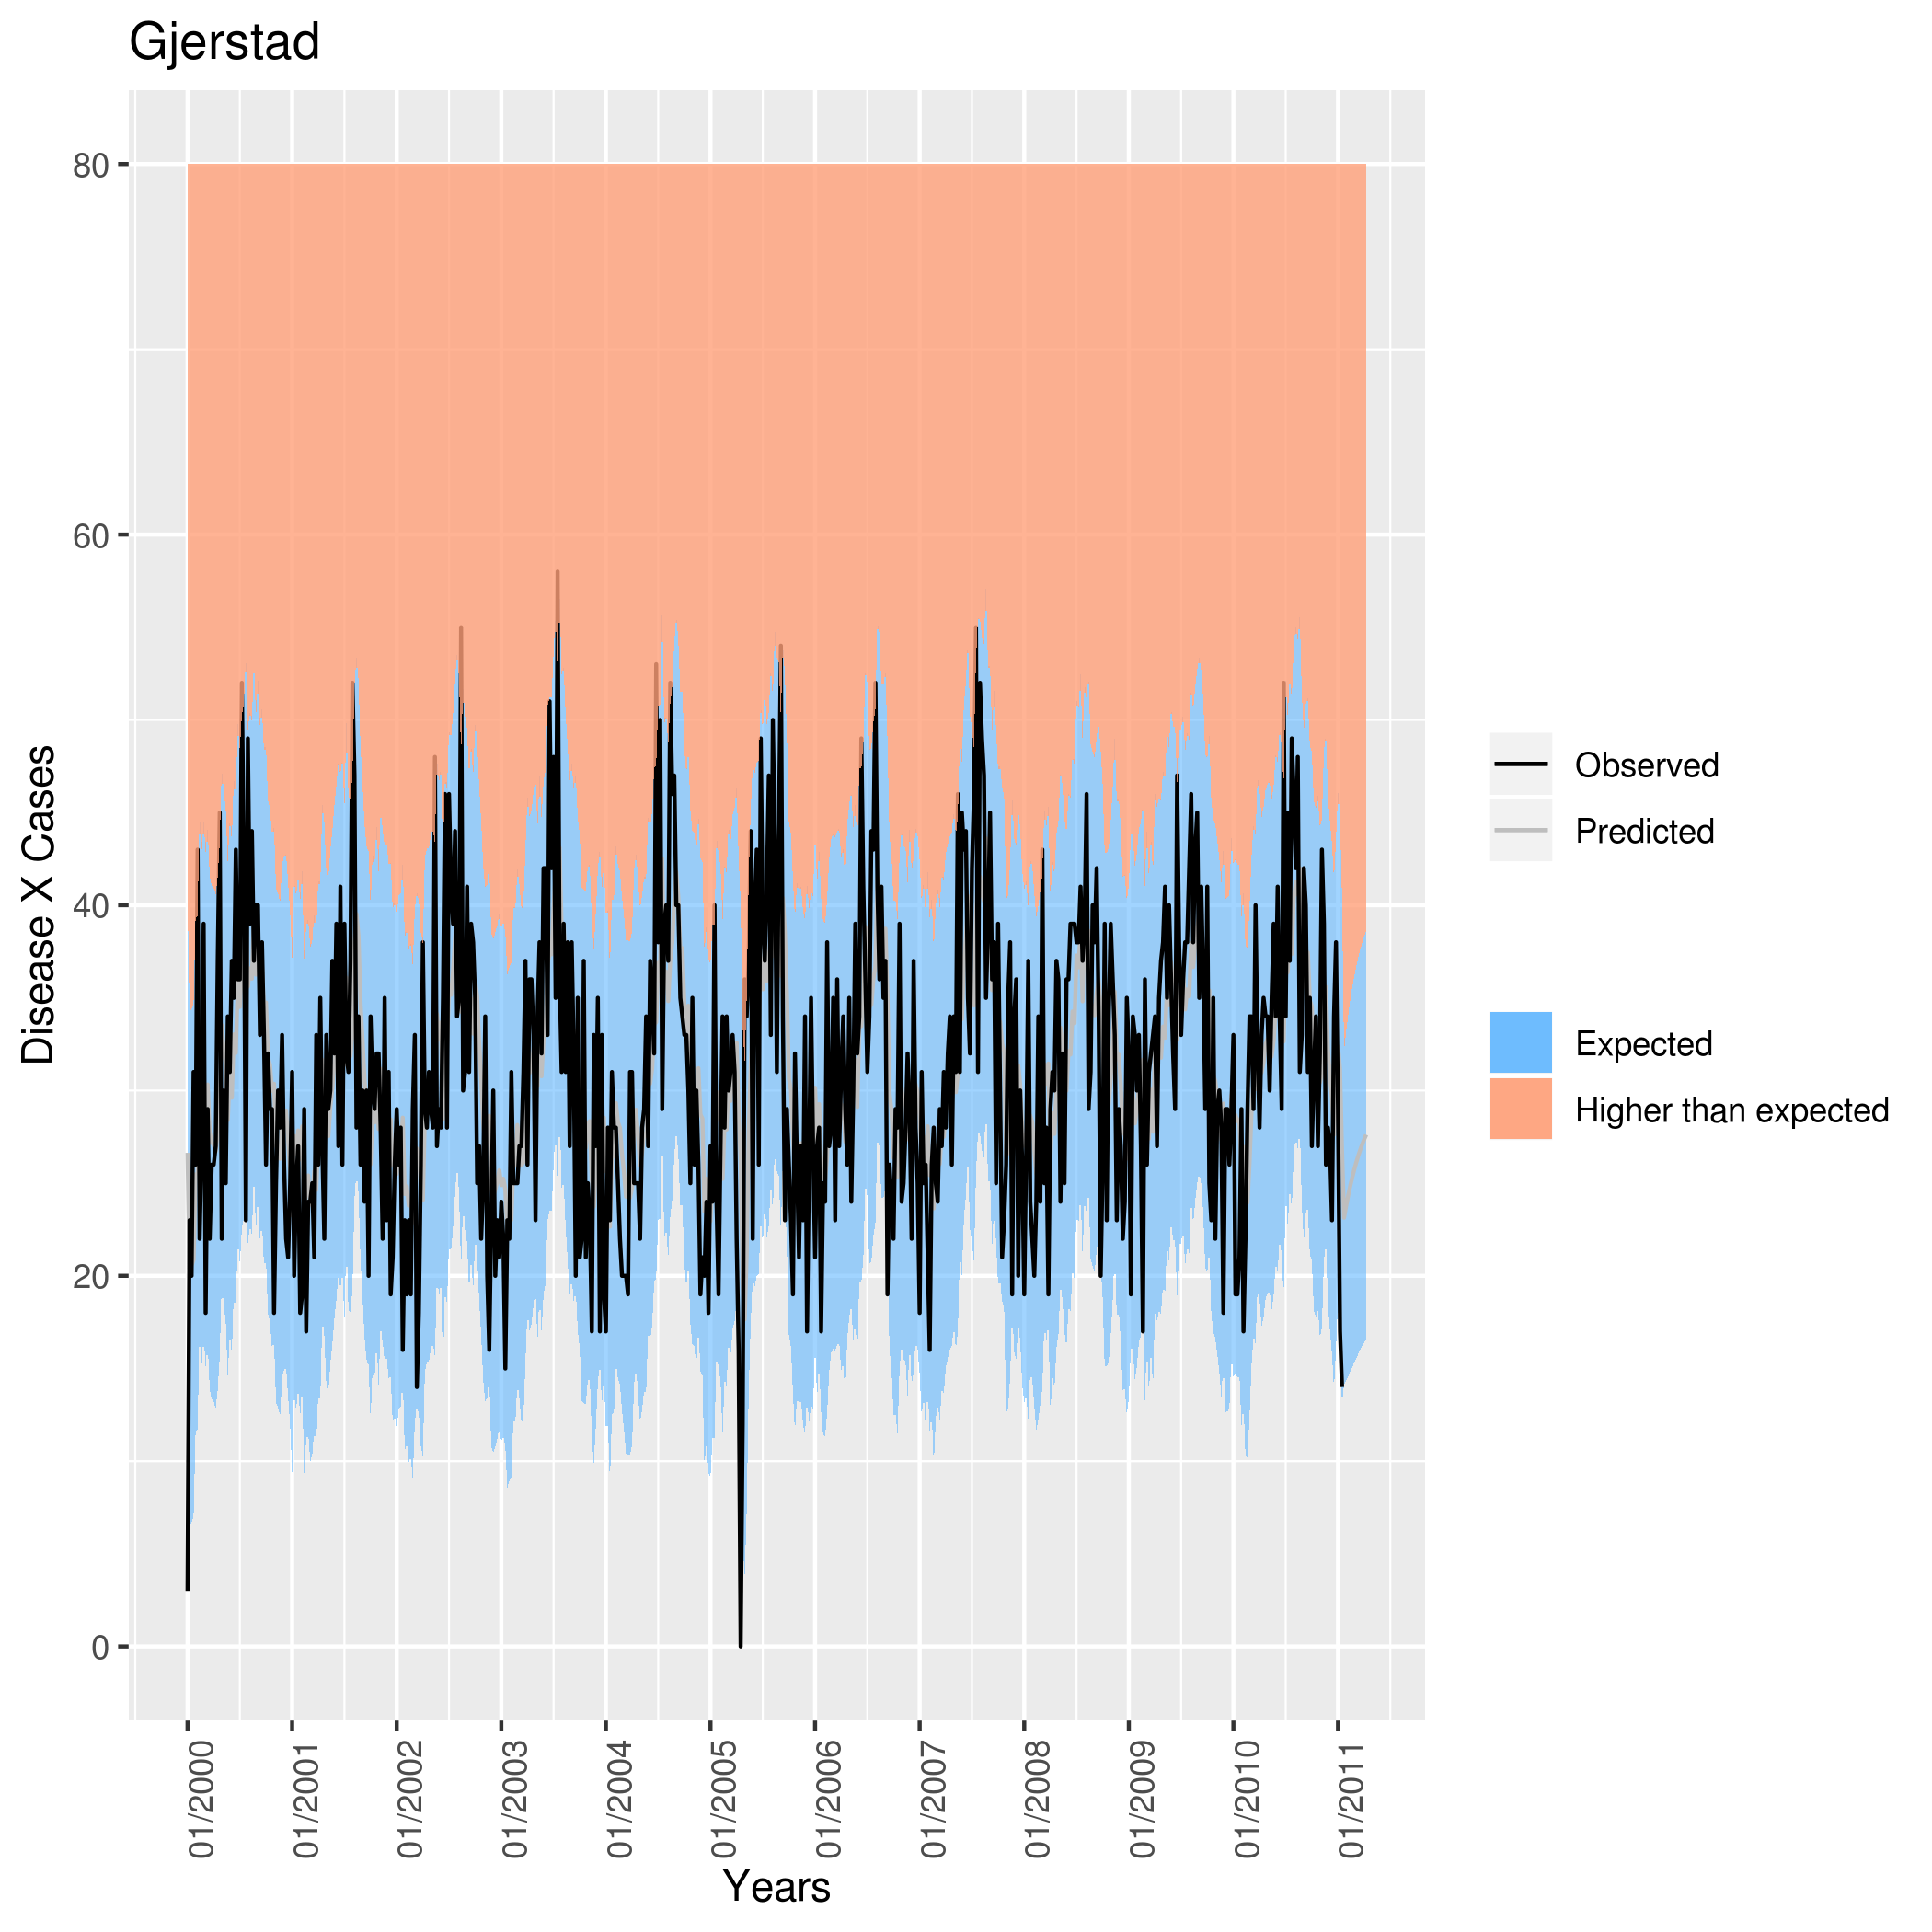 Gjerstad
80
60
40
20
0
Disease X Cases
01/2000
01/2001
01/2002
01/2003
01/2004
01/2005
01/2006
01/2007
01/2008
01/2009
01/2010
01/2011
Years
Observed
Predicted
Expected
Higher than expected